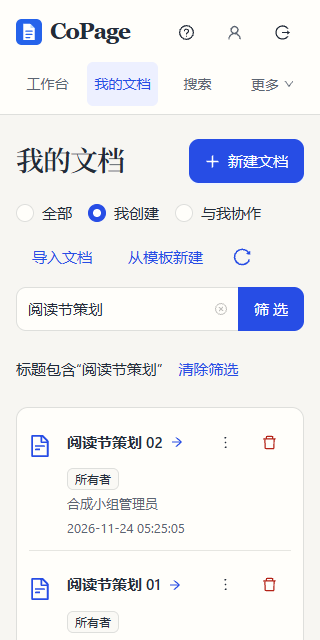 CoPage
工作台 我的文档 搜索 更多
我的文档 新建文档
全部 我创建 与我协作
导入文档 从模板新建
阅读节策划 筛 选
标题包含“阅读节策划” 清除筛选
阅读节策划 02
所有者
合成小组管理员
2026-11-24 05:25:05
阅读节策划 01
所有者